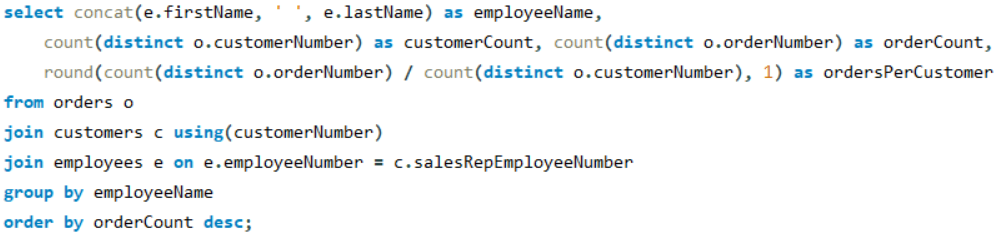 select concat(e.firstName, ' ', e.lastName) as employeeName,
count(distinct o.customerNumber) as customerCount, count(distinct o.orderNumber) as orderCount,
round(count(distinct o.orderNumber) / count(distinct o.customerNumber), 1) as ordersPerCustomer
from orders o
join customers c using(customerNumber)
join employees e on e.employeeNumber = c.salesRepEmployeeNumber
group by employeeName
order by orderCount desc;